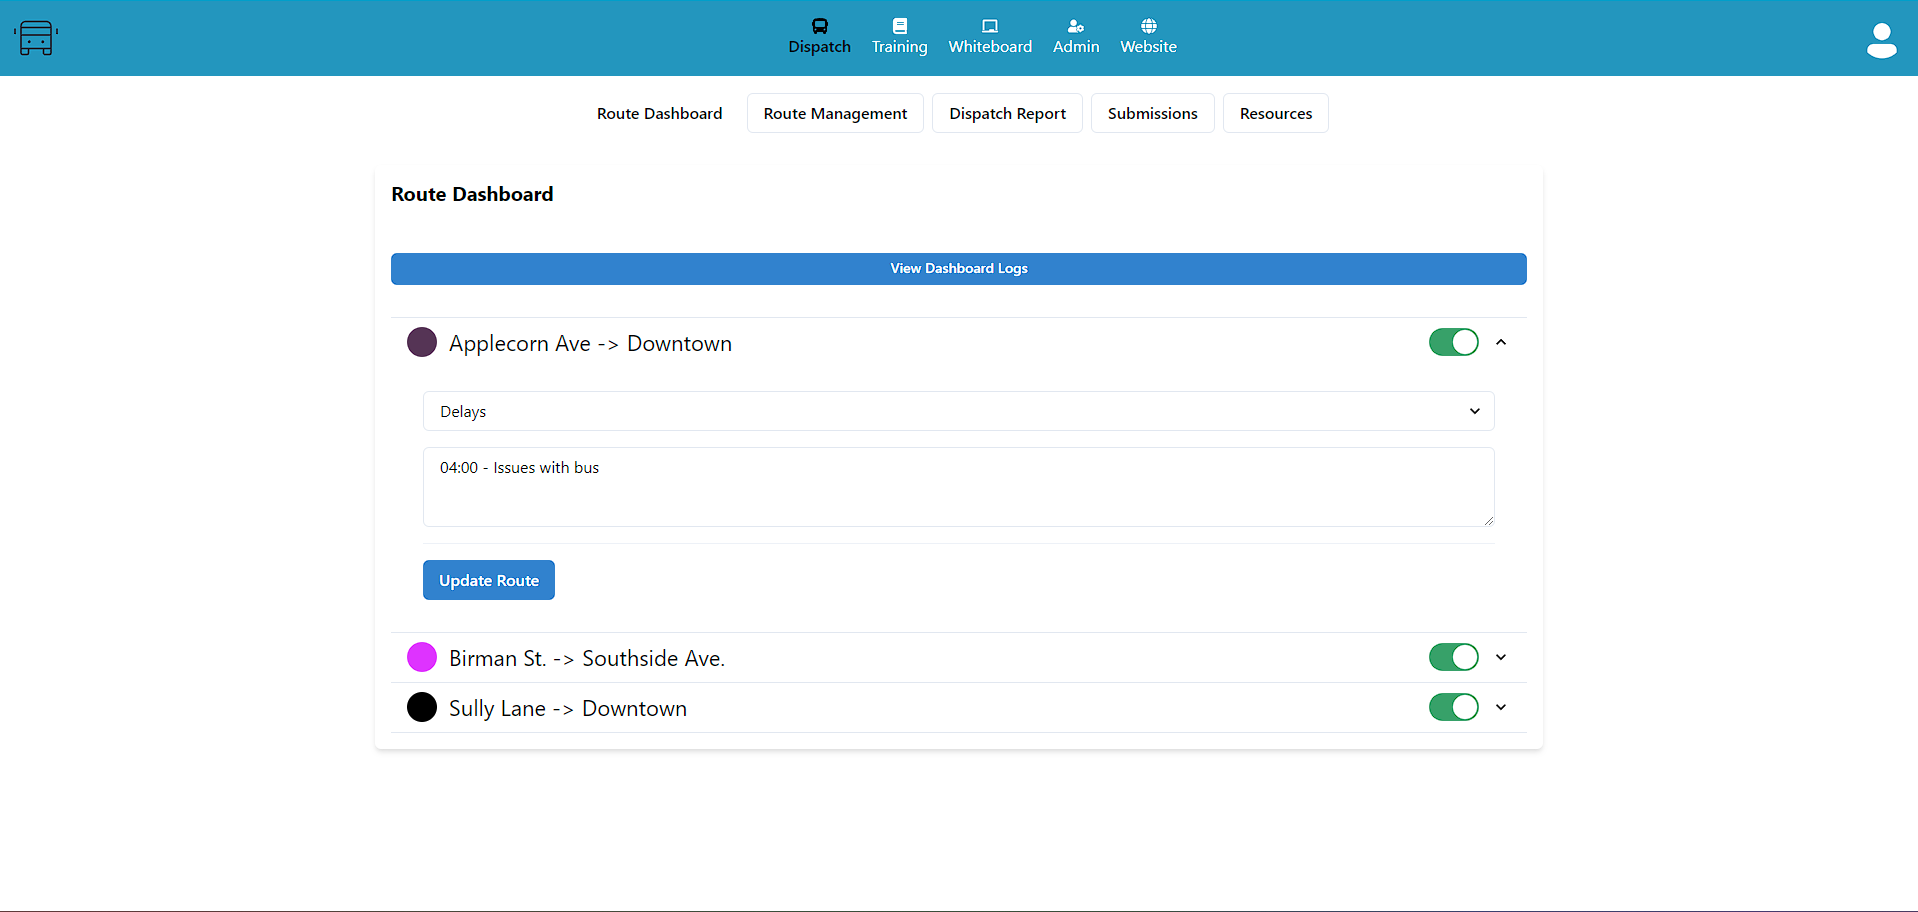 Dispatch
Training
Whiteboard
Admin
Website
Route Dashboard
Route Management
Dispatch Report
Submissions
Resources
Route Dashboard
View Dashboard Logs
Applecorn Ave -> Downtown
Delays
04:00 - Issues with bus
Update Route
Birman St. -> Southside Ave.
Sully Lane -> Downtown